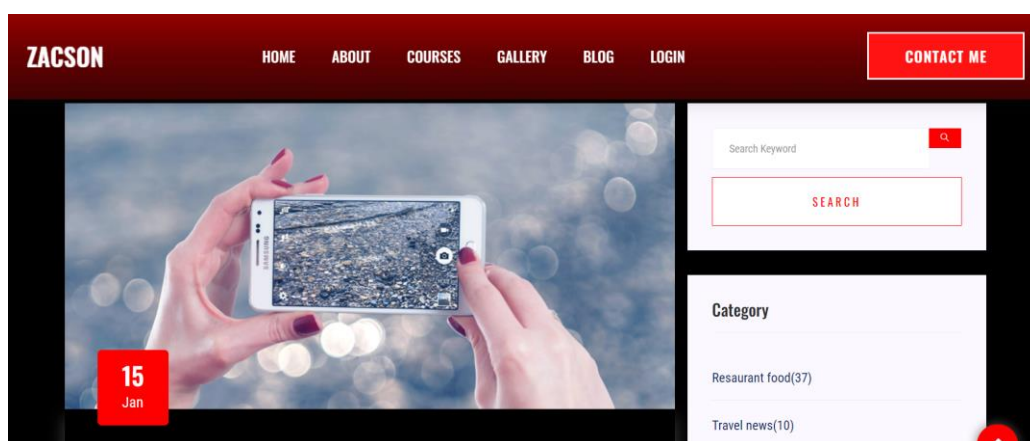 ZACSON
HOME ABOUT COURSES GALLERY BLOG LOGIN
CONTACT ME
SAMSUNG
15
Jan
Search Keyword
SEARCH
Category
Resaurant food(37)
Travel news(10)